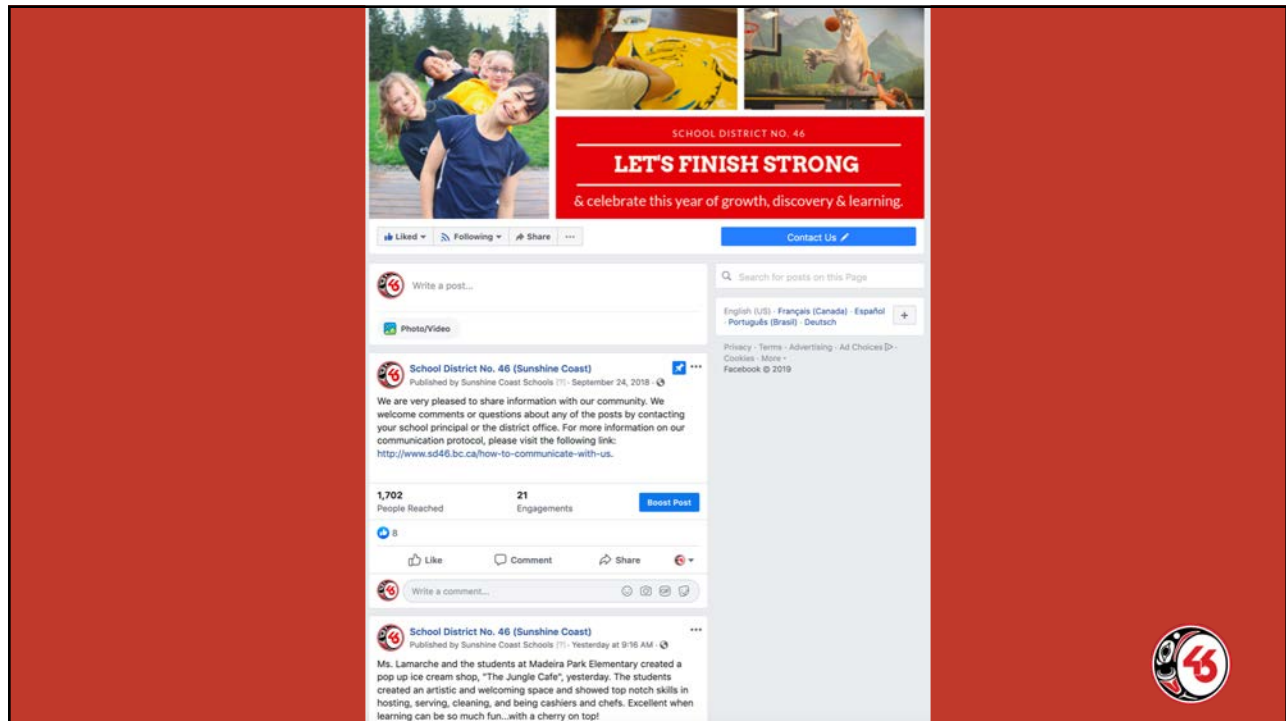 SCHOOL DISTRICT NO. 46
LET'S FINISH STRONG
& celebrate this year of growth, discovery & learning.
Liked
Following
Share
Contact Us
Write a post...
Photo/Video
Search for posts on this Page
English (US) · Français (Canada) · Español
· Português (Brasil) · Deutsch
Privacy · Terms · Advertising · Ad Choices ·
Cookies · More
Facebook © 2019
School District No. 46 (Sunshine Coast)
Published by Sunshine Coast Schools [?] · September 24, 2018 ·
We are very pleased to share information with our community. We
welcome comments or questions about any of the posts by contacting
your school principal or the district office. For more information on our
communication protocol, please visit the following link:
http://www.sd46.bc.ca/how-to-communicate-with-us.
1,702
People Reached
21
Engagements
Boost Post
8
Like
Comment
Share
Write a comment...
GIF
School District No. 46 (Sunshine Coast)
Published by Sunshine Coast Schools [?] · Yesterday at 9:16 AM ·
Ms. Lamarche and the students at Madeira Park Elementary created a
pop up ice cream shop, "The Jungle Cafe", yesterday. The students
created an artistic and welcoming space and showed top notch skills in
hosting, serving, cleaning, and being cashiers and chefs. Excellent when
learning can be so much fun...with a cherry on top!
46